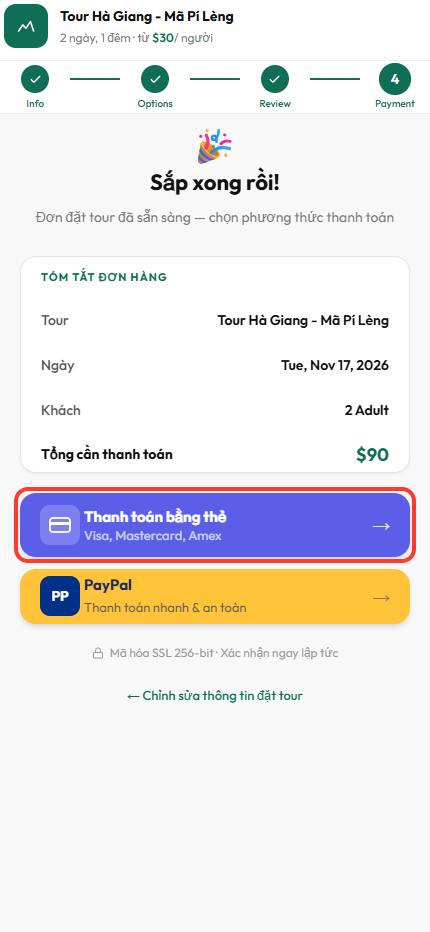 Tour Hà Giang - Mã Pí Lèng
2 ngày, 1 đêm · từ $30/ người
4
Info Options Review Payment
Sắp xong rồi!
Đơn đặt tour đã sẵn sàng — chọn phương thức thanh toán
TÓM TẮT ĐƠN HÀNG
Tour Tour Hà Giang - Mã Pí Lèng
Ngày Tue, Nov 17, 2026
Khách 2 Adult
Tổng cần thanh toán $90
Thanh toán bằng thẻ →
Visa, Mastercard, Amex
PP PayPal →
Thanh toán nhanh & an toàn
Mã hóa SSL 256-bit · Xác nhận ngay lập tức
← Chỉnh sửa thông tin đặt tour